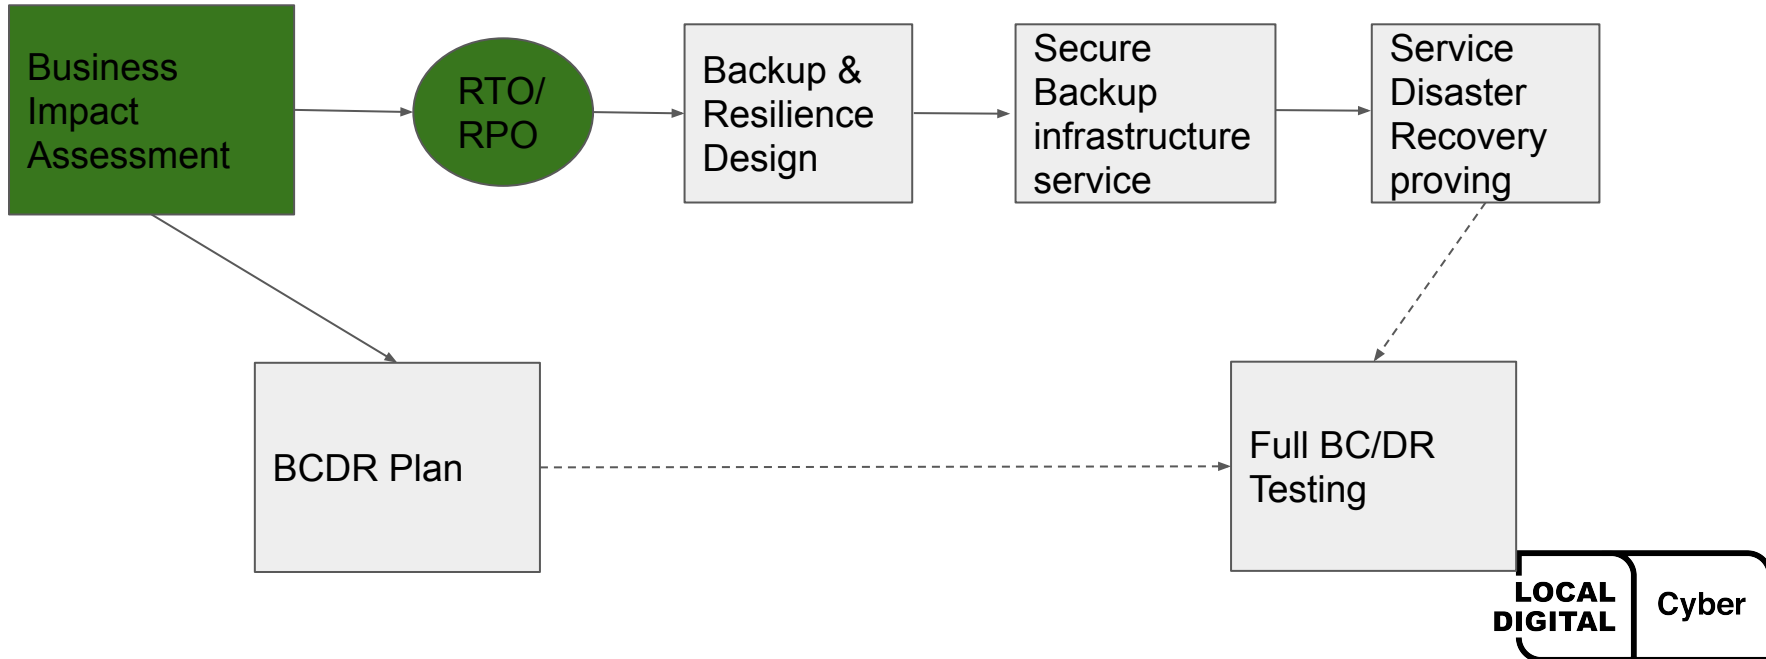 Business
Impact
Assessment
RTO/
RPO
Backup &
Resilience
Design
Secure
Backup
infrastructure
service
Service
Disaster
Recovery
proving
BCDR Plan
Full BC/DR
Testing
LOCAL
DIGITAL
Cyber